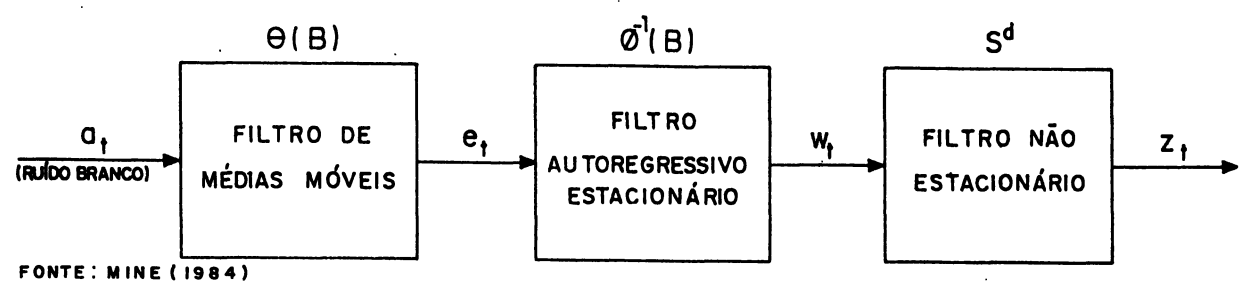 θ(B)
Ø⁻¹(B)
Sᵈ
aₜ
(RUÍDO BRANCO)
FILTRO DE
MÉDIAS MÓVEIS
eₜ
FILTRO
AUTOREGRESSIVO
ESTACIONÁRIO
wₜ
FILTRO NÃO
ESTACIONÁRIO
zₜ
FONTE: MINE (1984)